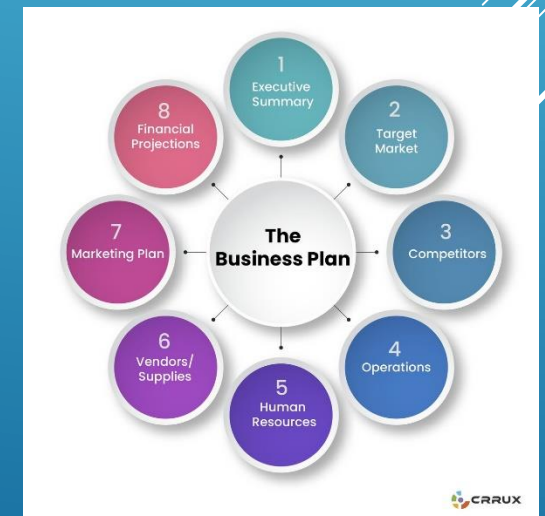 1
Executive
Summary
2
Target
Market
3
Competitors
4
Operations
5
Human
Resources
6
Vendors/
Supplies
7
Marketing Plan
8
Financial
Projections
The
Business Plan
CRRUX